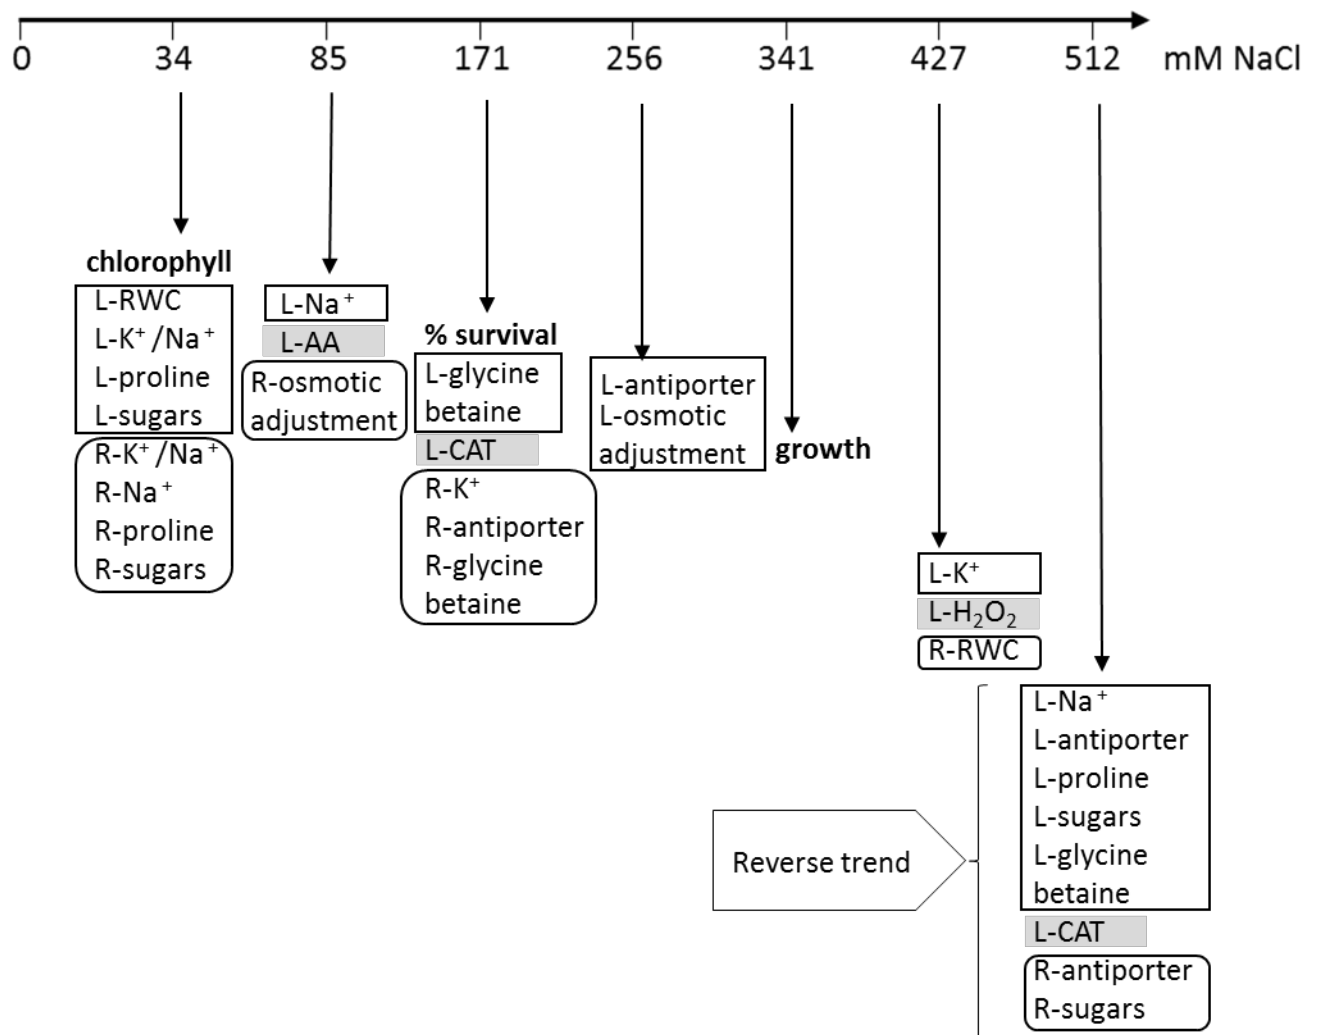 0 34 85 171 256 341 427 512 mM NaCl
chlorophyll
L-RWC
L-K⁺/Na⁺
L-proline
L-sugars
R-K⁺/Na⁺
R-Na⁺
R-proline
R-sugars
L-Na⁺
L-AA
R-osmotic
adjustment
% survival
L-glycine
betaine
L-CAT
R-K⁺
R-antiporter
R-glycine
betaine
L-antiporter
L-osmotic
adjustment
growth
L-K⁺
L-H₂O₂
R-RWC
Reverse trend
L-Na⁺
L-antiporter
L-proline
L-sugars
L-glycine
betaine
L-CAT
R-antiporter
R-sugars